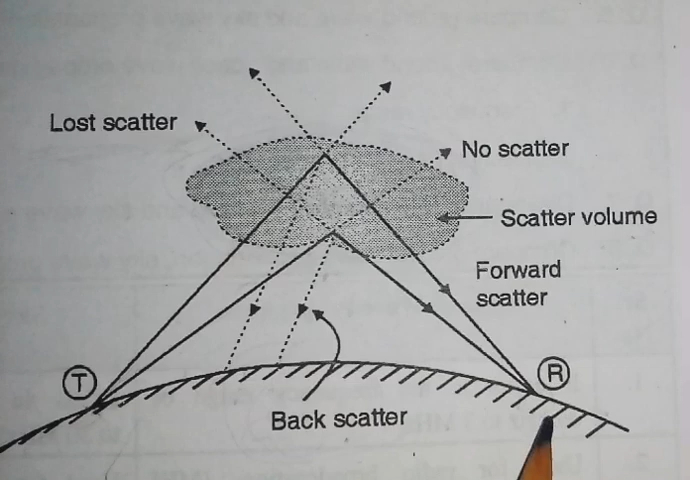 Lost scatter
No scatter
Scatter volume
Forward
scatter
T
R
Back scatter